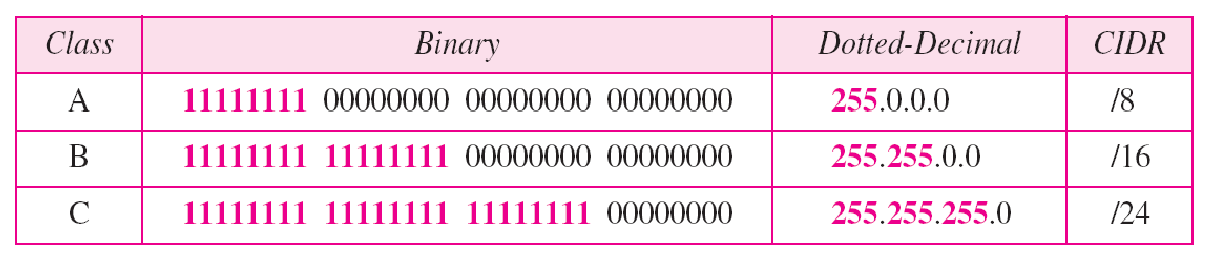 Class Binary Dotted-Decimal CIDR
A 11111111 00000000 00000000 00000000 255.0.0.0 /8
B 11111111 11111111 00000000 00000000 255.255.0.0 /16
C 11111111 11111111 11111111 00000000 255.255.255.0 /24